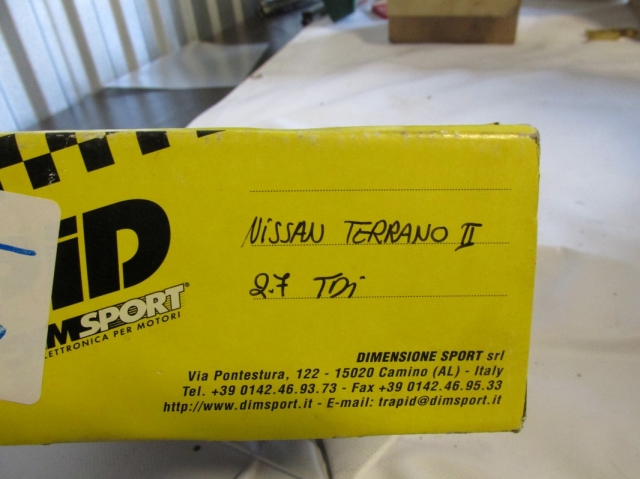 NISSAN TERRANO II
2.7 TDi
iD
MSPORT®
LETTRONICA PER MOTORI
DIMENSIONE SPORT srl
Via Pontestura, 122 - 15020 Camino (AL) - Italy
Tel. +39 0142.46.93.73 - Fax +39 0142.46.95.33
http://www.dimsport.it - E-mail: trapid@dimsport.it